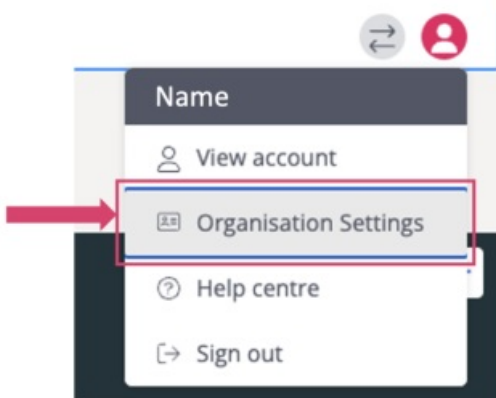 Name
View account
Organisation Settings
Help centre
Sign out